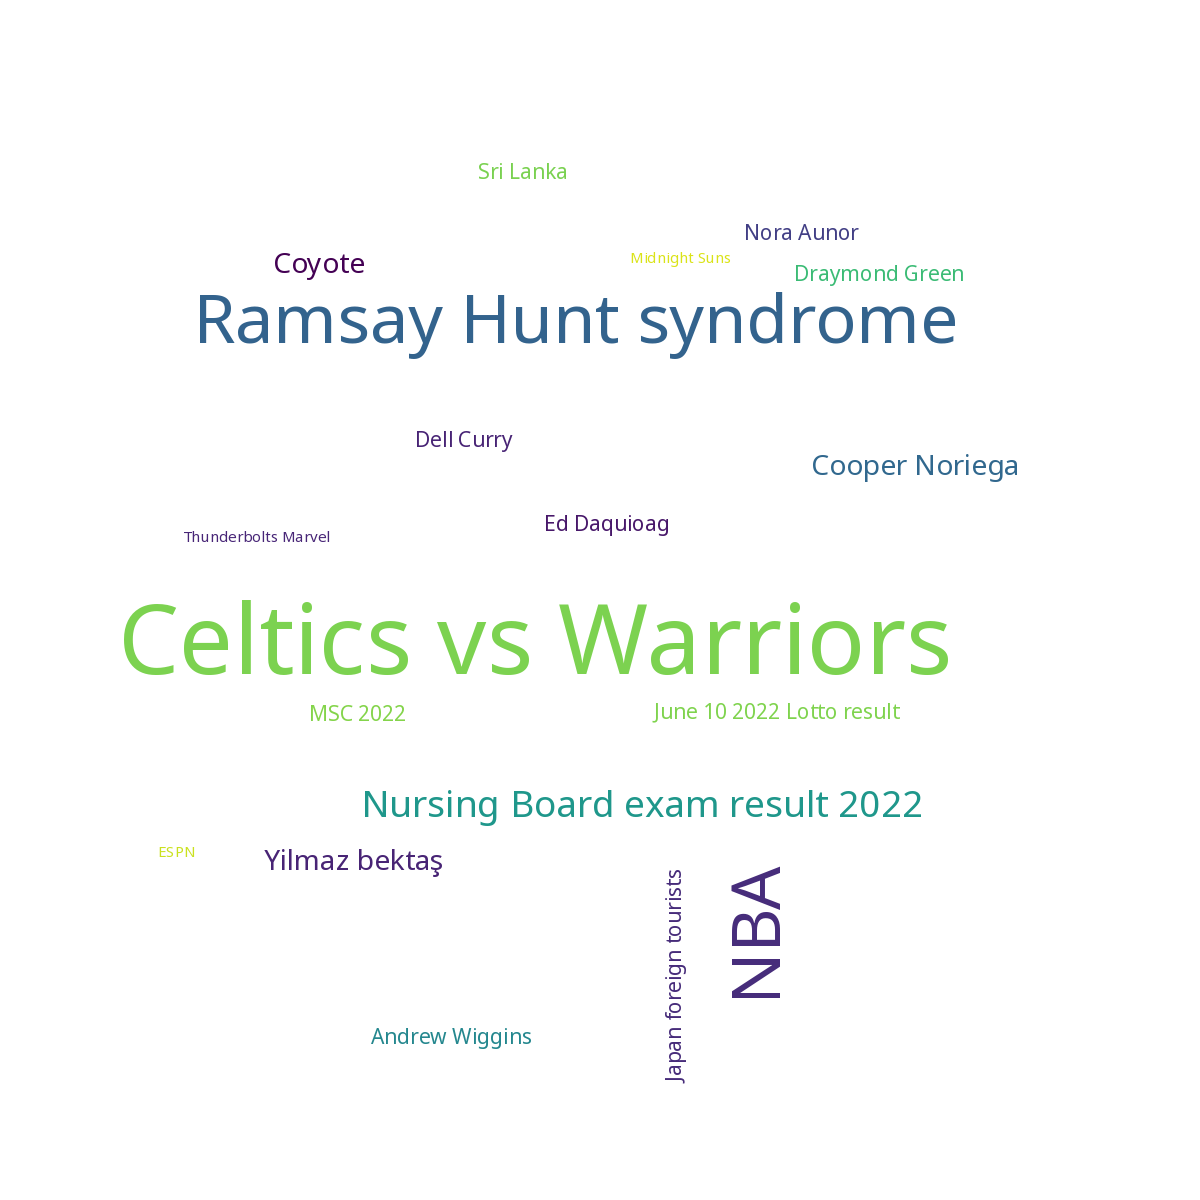 Sri Lanka
Nora Aunor
Midnight Suns
Coyote
Draymond Green
Ramsay Hunt syndrome
Dell Curry
Cooper Noriega
Ed Daquioag
Thunderbolts Marvel
Celtics vs Warriors
MSC 2022
June 10 2022 Lotto result
Nursing Board exam result 2022
ESPN
Yilmaz bektaş
Japan foreign tourists
NBA
Andrew Wiggins